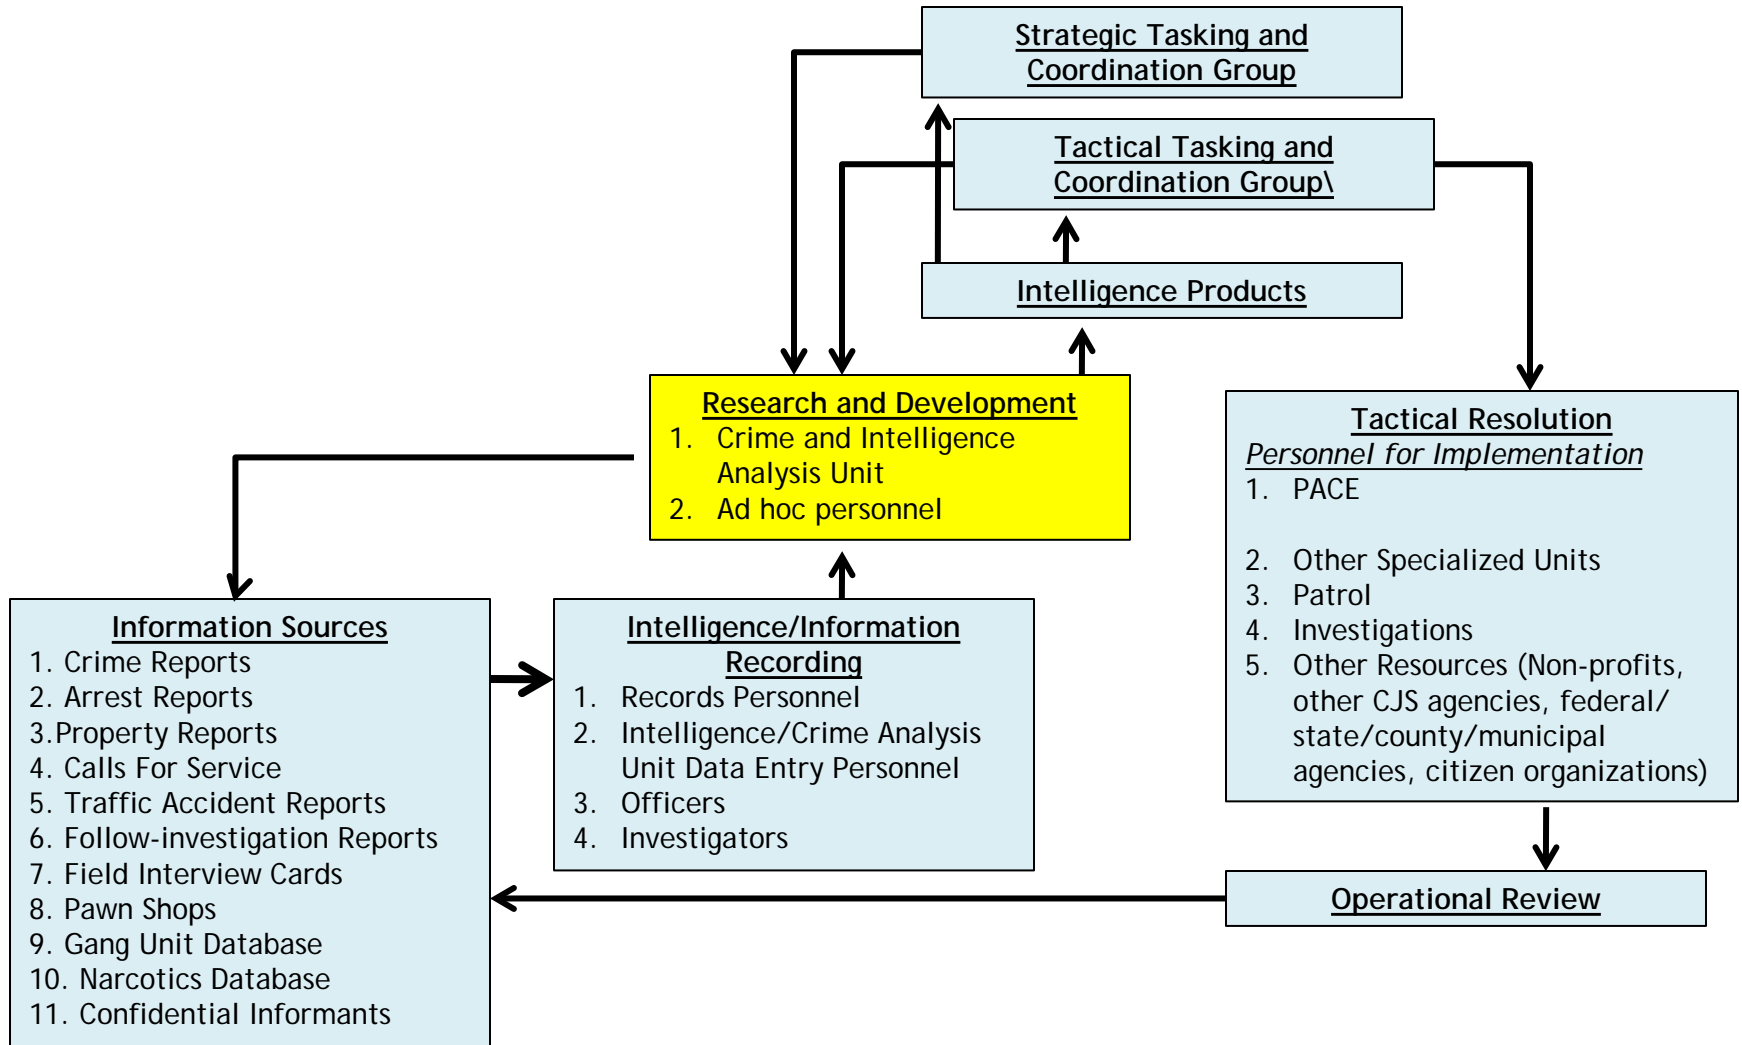 Strategic Tasking and
Coordination Group
Tactical Tasking and
Coordination Group\
Intelligence Products
Research and Development
1. Crime and Intelligence
Analysis Unit
2. Ad hoc personnel
Tactical Resolution
Personnel for Implementation
1. PACE
2. Other Specialized Units
3. Patrol
4. Investigations
5. Other Resources (Non-profits,
other CJS agencies, federal/
state/county/municipal
agencies, citizen organizations)
Information Sources
1. Crime Reports
2. Arrest Reports
3.Property Reports
4. Calls For Service
5. Traffic Accident Reports
6. Follow-investigation Reports
7. Field Interview Cards
8. Pawn Shops
9. Gang Unit Database
10. Narcotics Database
11. Confidential Informants
Intelligence/Information
Recording
1. Records Personnel
2. Intelligence/Crime Analysis
Unit Data Entry Personnel
3. Officers
4. Investigators
Operational Review